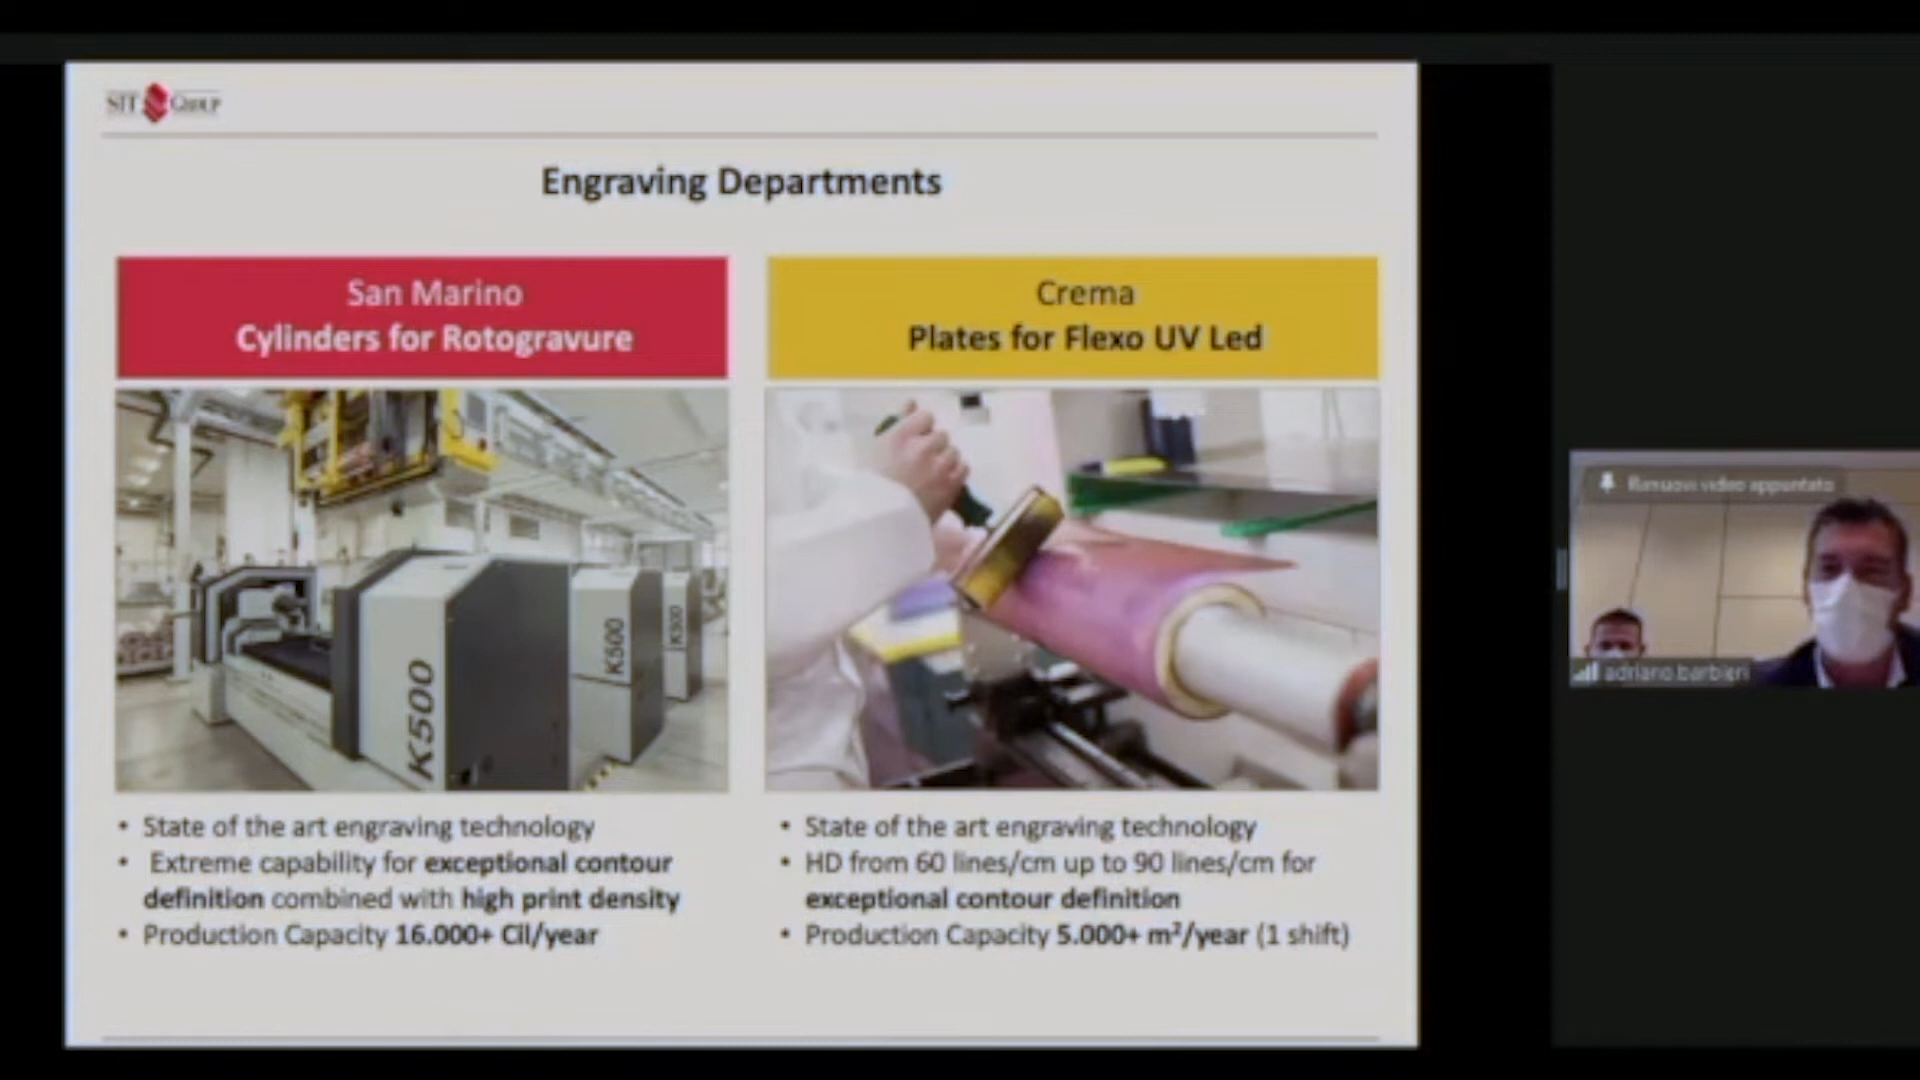 SIT GROUP
Engraving Departments
San Marino
Cylinders for Rotogravure
K500
K500
K500
• State of the art engraving technology
• Extreme capability for exceptional contour
definition combined with high print density
• Production Capacity 16.000+ Cil/year
Crema
Plates for Flexo UV Led
• State of the art engraving technology
• HD from 60 lines/cm up to 90 lines/cm for
exceptional contour definition
• Production Capacity 5.000+ m²/year (1 shift)
Rimuovi video appuntato
adriano.barbieri